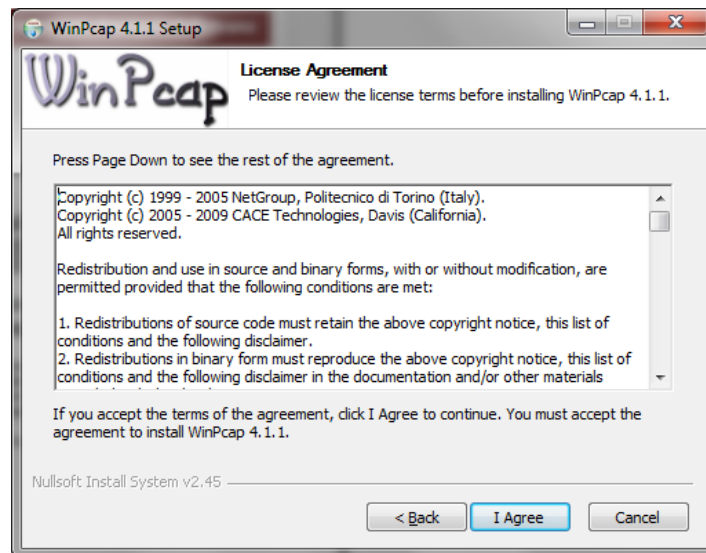 WinPcap 4.1.1 Setup
WinPcap
License Agreement
Please review the license terms before installing WinPcap 4.1.1.
Press Page Down to see the rest of the agreement.
Copyright (c) 1999 - 2005 NetGroup, Politecnico di Torino (Italy).
Copyright (c) 2005 - 2009 CACE Technologies, Davis (California).
All rights reserved.
Redistribution and use in source and binary forms, with or without modification, are
permitted provided that the following conditions are met:
1. Redistributions of source code must retain the above copyright notice, this list of
conditions and the following disclaimer.
2. Redistributions in binary form must reproduce the above copyright notice, this list of
conditions and the following disclaimer in the documentation and/or other materials
If you accept the terms of the agreement, click I Agree to continue. You must accept the
agreement to install WinPcap 4.1.1.
Nullsoft Install System v2.45
< Back
I Agree
Cancel